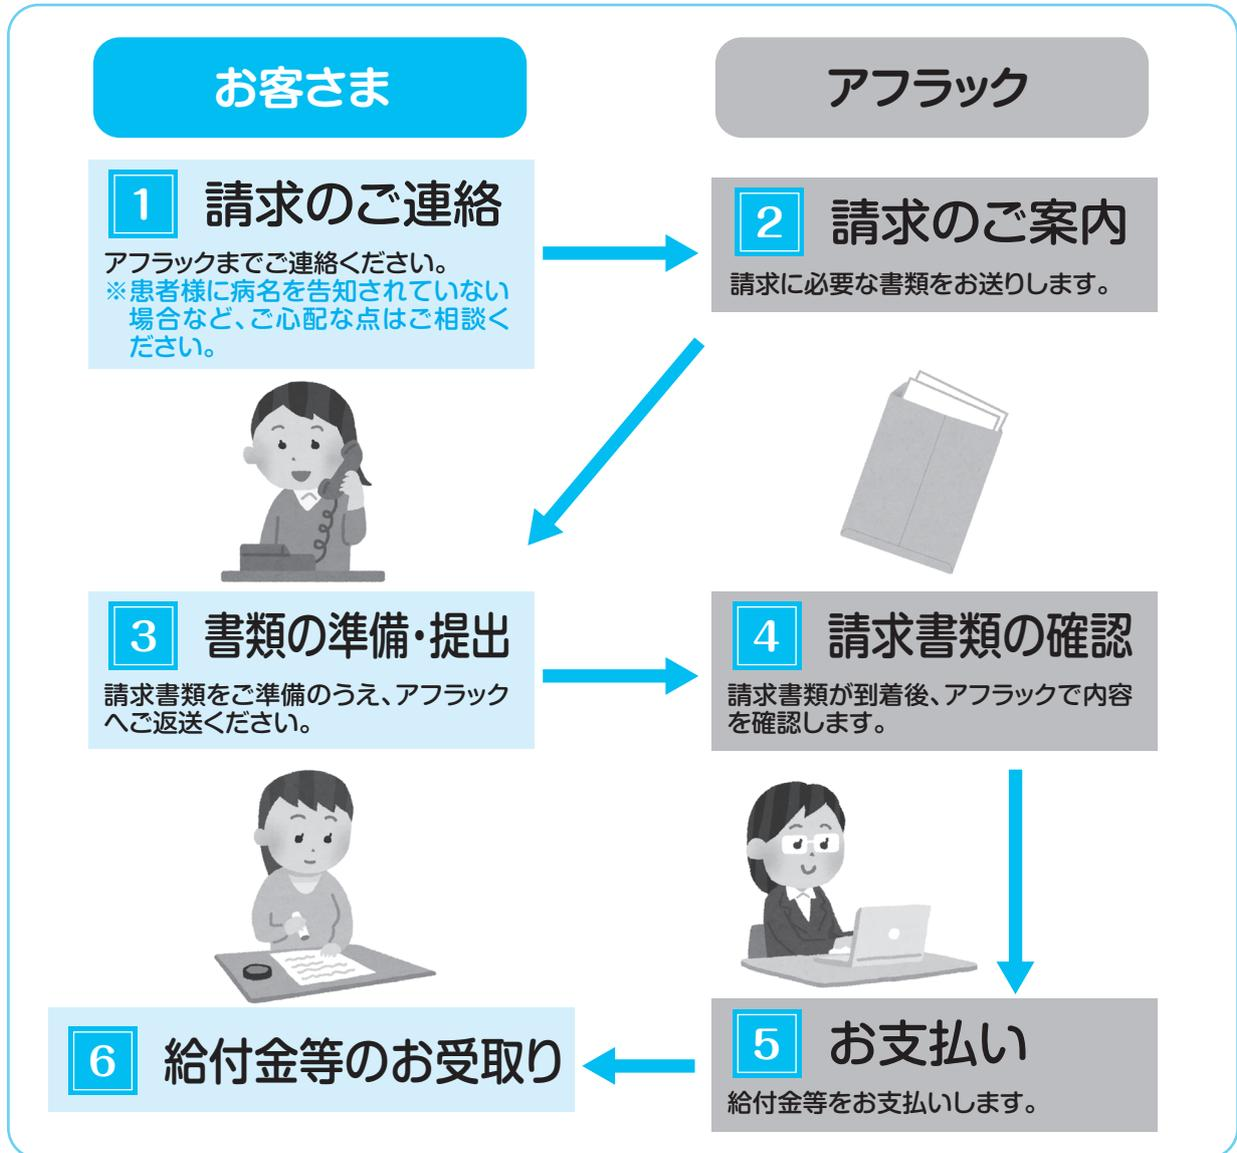 お客さま
アフラック
1 請求のご連絡
アフラックまでご連絡ください。
※患者様に病名を告知されていない
場合など、ご心配な点はご相談く
ださい。
2 請求のご案内
請求に必要な書類をお送りします。
3 書類の準備・提出
請求書類をご準備のうえ、アフラック
へご返送ください。
4 請求書類の確認
請求書類が到着後、アフラックで内容
を確認します。
5 お支払い
給付金等をお支払いします。
6 給付金等のお受取り